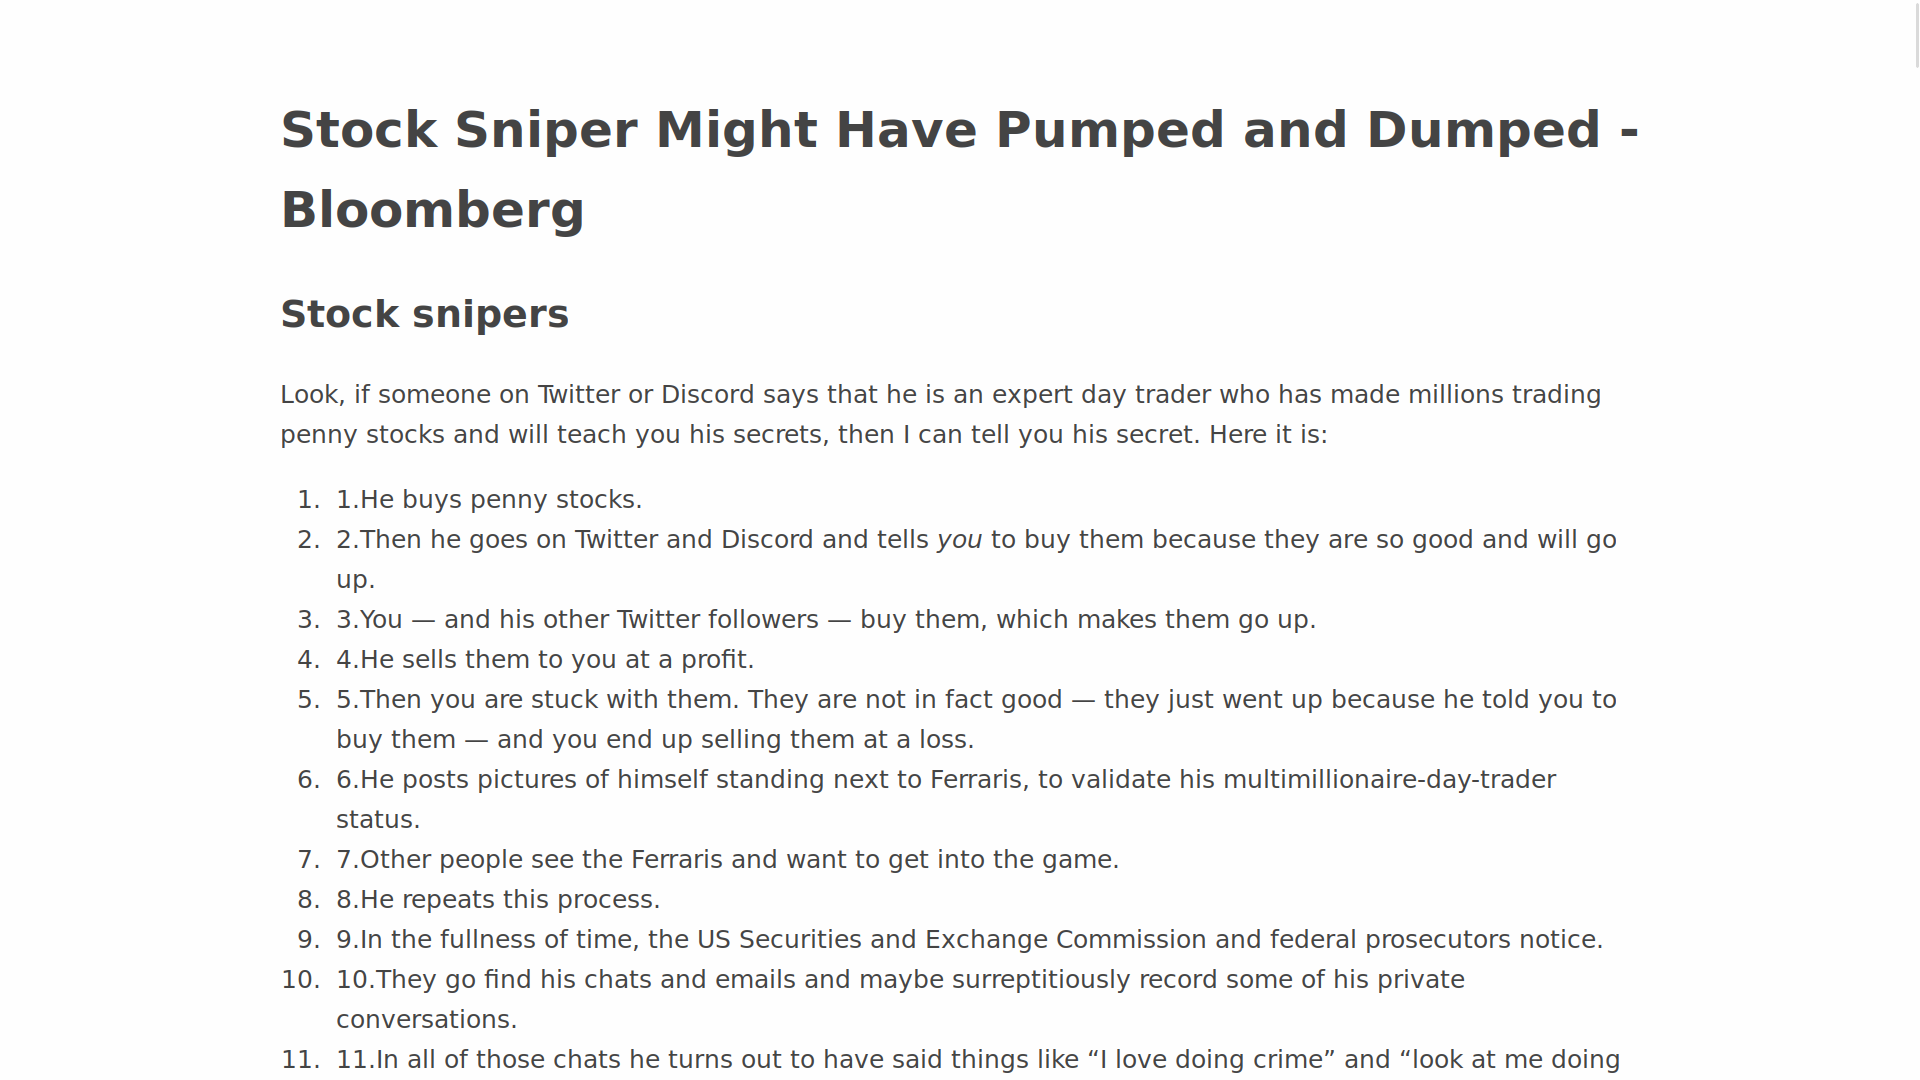 Stock Sniper Might Have Pumped and Dumped -
Bloomberg
Stock snipers
Look, if someone on Twitter or Discord says that he is an expert day trader who has made millions trading
penny stocks and will teach you his secrets, then I can tell you his secret. Here it is:
1. 1.He buys penny stocks.
2. 2.Then he goes on Twitter and Discord and tells you to buy them because they are so good and will go
up.
3. 3.You — and his other Twitter followers — buy them, which makes them go up.
4. 4.He sells them to you at a profit.
5. 5.Then you are stuck with them. They are not in fact good — they just went up because he told you to
buy them — and you end up selling them at a loss.
6. 6.He posts pictures of himself standing next to Ferraris, to validate his multimillionaire-day-trader
status.
7. 7.Other people see the Ferraris and want to get into the game.
8. 8.He repeats this process.
9. 9.In the fullness of time, the US Securities and Exchange Commission and federal prosecutors notice.
10. 10.They go find his chats and emails and maybe surreptitiously record some of his private
conversations.
11. 11.In all of those chats he turns out to have said things like “I love doing crime” and “look at me doing